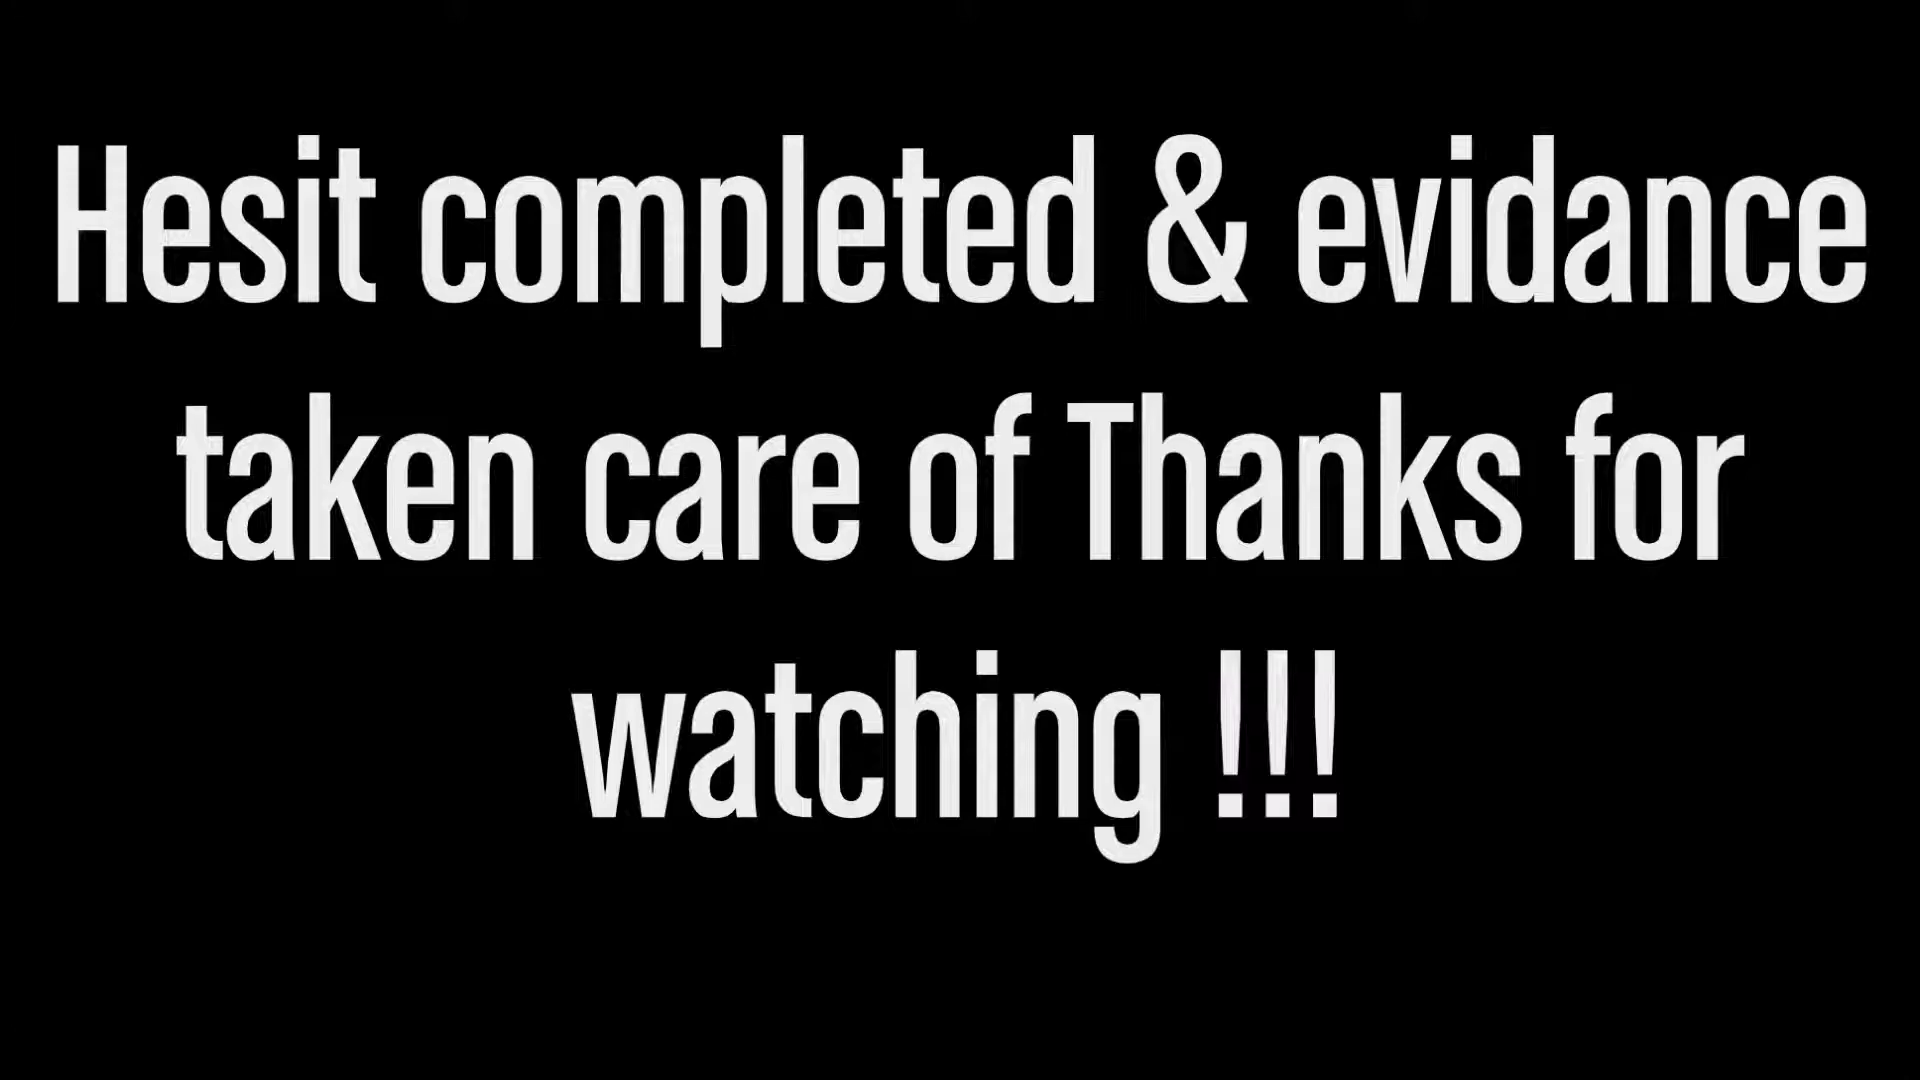 Hesit completed & evidance
taken care of Thanks for
watching !!!